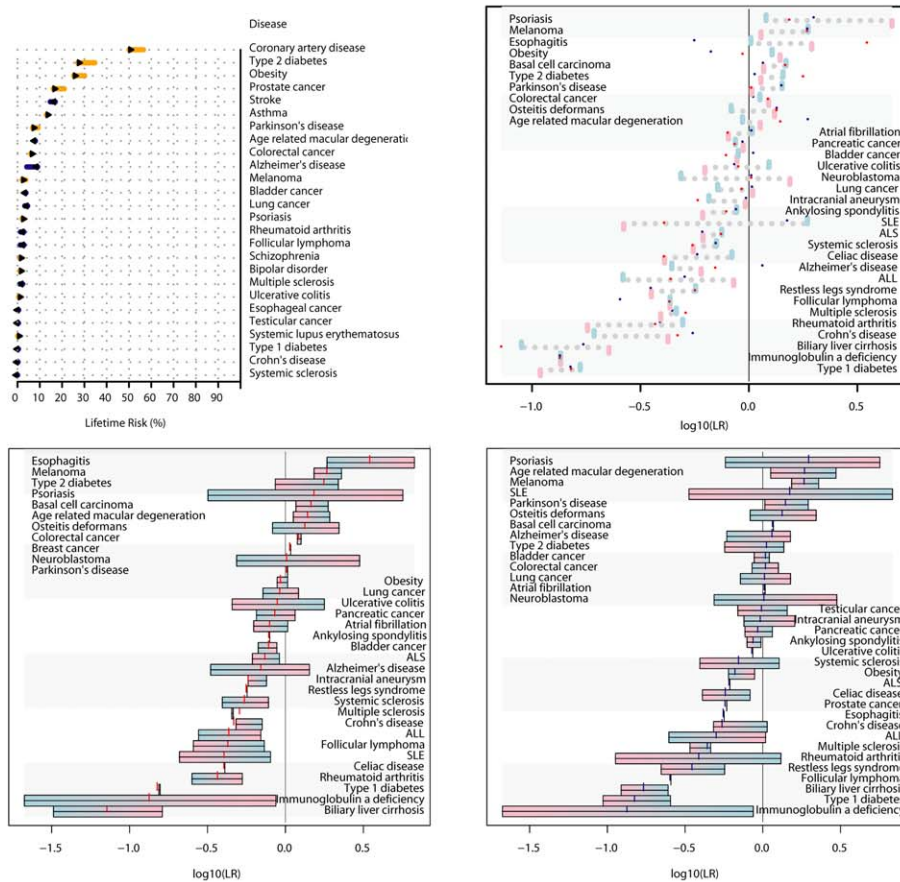 Disease
Coronary artery disease
Type 2 diabetes
Obesity
Prostate cancer
Stroke
Asthma
Parkinson's disease
Age related macular degeneratic
Colorectal cancer
Alzheimer's disease
Melanoma
Bladder cancer
Lung cancer
Psoriasis
Rheumatoid arthritis
Follicular lymphoma
Schizophrenia
Bipolar disorder
Multiple sclerosis
Ulcerative colitis
Esophageal cancer
Testicular cancer
Systemic lupus erythematosus
Type 1 diabetes
Crohn's disease
Systemic sclerosis
0 10 20 30 40 50 60 70 80 90
Lifetime Risk (%)
Psoriasis
Melanoma
Esophagitis
Obesity
Basal cell carcinoma
Type 2 diabetes
Parkinson's disease
Colorectal cancer
Osteitis deformans
Age related macular degeneration
Atrial fibrillation
Pancreatic cancer
Bladder cancer
Ulcerative colitis
Neuroblastoma
Lung cancer
Intracranial aneurysm
Ankylosing spondylitis
SLE
ALS
Systemic sclerosis
Celiac disease
Alzheimer's disease
ALL
Restless legs syndrome
Follicular lymphoma
Multiple sclerosis
Rheumatoid arthritis
Crohn's disease
Biliary liver cirrhosis
Immunoglobulin a deficiency
Type 1 diabetes
−1.0 −0.5 0.0 0.5
log10(LR)
Esophagitis
Melanoma
Type 2 diabetes
Psoriasis
Basal cell carcinoma
Age related macular degeneration
Osteitis deformans
Colorectal cancer
Breast cancer
Neuroblastoma
Parkinson's disease
Obesity
Lung cancer
Ulcerative colitis
Pancreatic cancer
Atrial fibrillation
Ankylosing spondylitis
Bladder cancer
ALS
Alzheimer's disease
Intracranial aneurysm
Restless legs syndrome
Systemic sclerosis
Multiple sclerosis
Crohn's disease
ALL
Follicular lymphoma
SLE
Celiac disease
Rheumatoid arthritis
Type 1 diabetes
Immunoglobulin a deficiency
Biliary liver cirrhosis
−1.5 −1.0 −0.5 0.0 0.5
log10(LR)
Psoriasis
Age related macular degeneration
Melanoma
SLE
Parkinson's disease
Osteitis deformans
Basal cell carcinoma
Alzheimer's disease
Type 2 diabetes
Bladder cancer
Colorectal cancer
Lung cancer
Atrial fibrillation
Neuroblastoma
Testicular cancer
Intracranial aneurysm
Pancreatic cancer
Ankylosing spondylitis
Ulcerative colitis
Systemic sclerosis
Obesity
ALS
Celiac disease
Prostate cancer
Esophagitis
Crohn's disease
ALL
Multiple sclerosis
Rheumatoid arthritis
Restless legs syndrome
Follicular lymphoma
Biliary liver cirrhosis
Type 1 diabetes
Immunoglobulin a deficiency
−1.5 −1.0 −0.5 0.0 0.5
log10(LR)